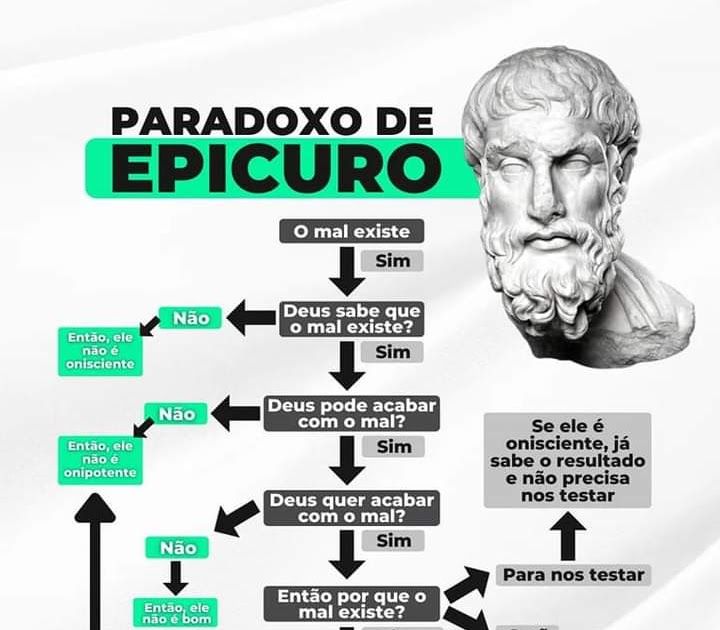 PARADOXO DE
EPICURO
O mal existe
Sim
Deus sabe que
o mal existe?
Não
Então, ele
não é
onisciente
Sim
Deus pode acabar
com o mal?
Não
Então, ele
não é
onipotente
Sim
Deus quer acabar
com o mal?
Não
Então, ele
não é bom
Sim
Então por que o
mal existe?
Para nos testar
Se ele é
onisciente, já
sabe o resultado
e não precisa
nos testar